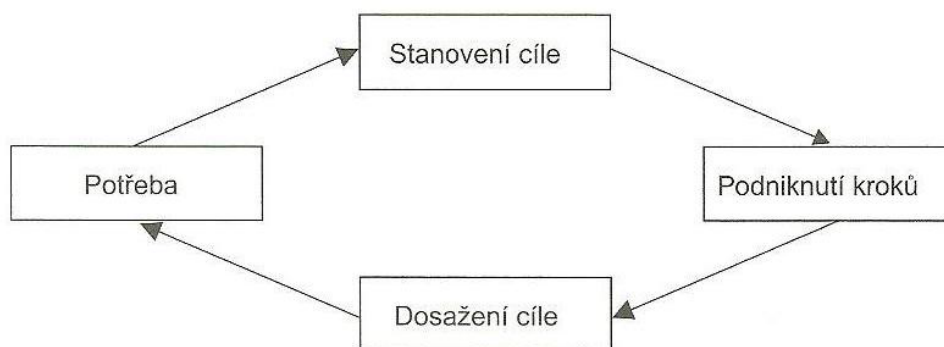 Stanovení cíle
Potřeba
Podniknutí kroků
Dosažení cíle